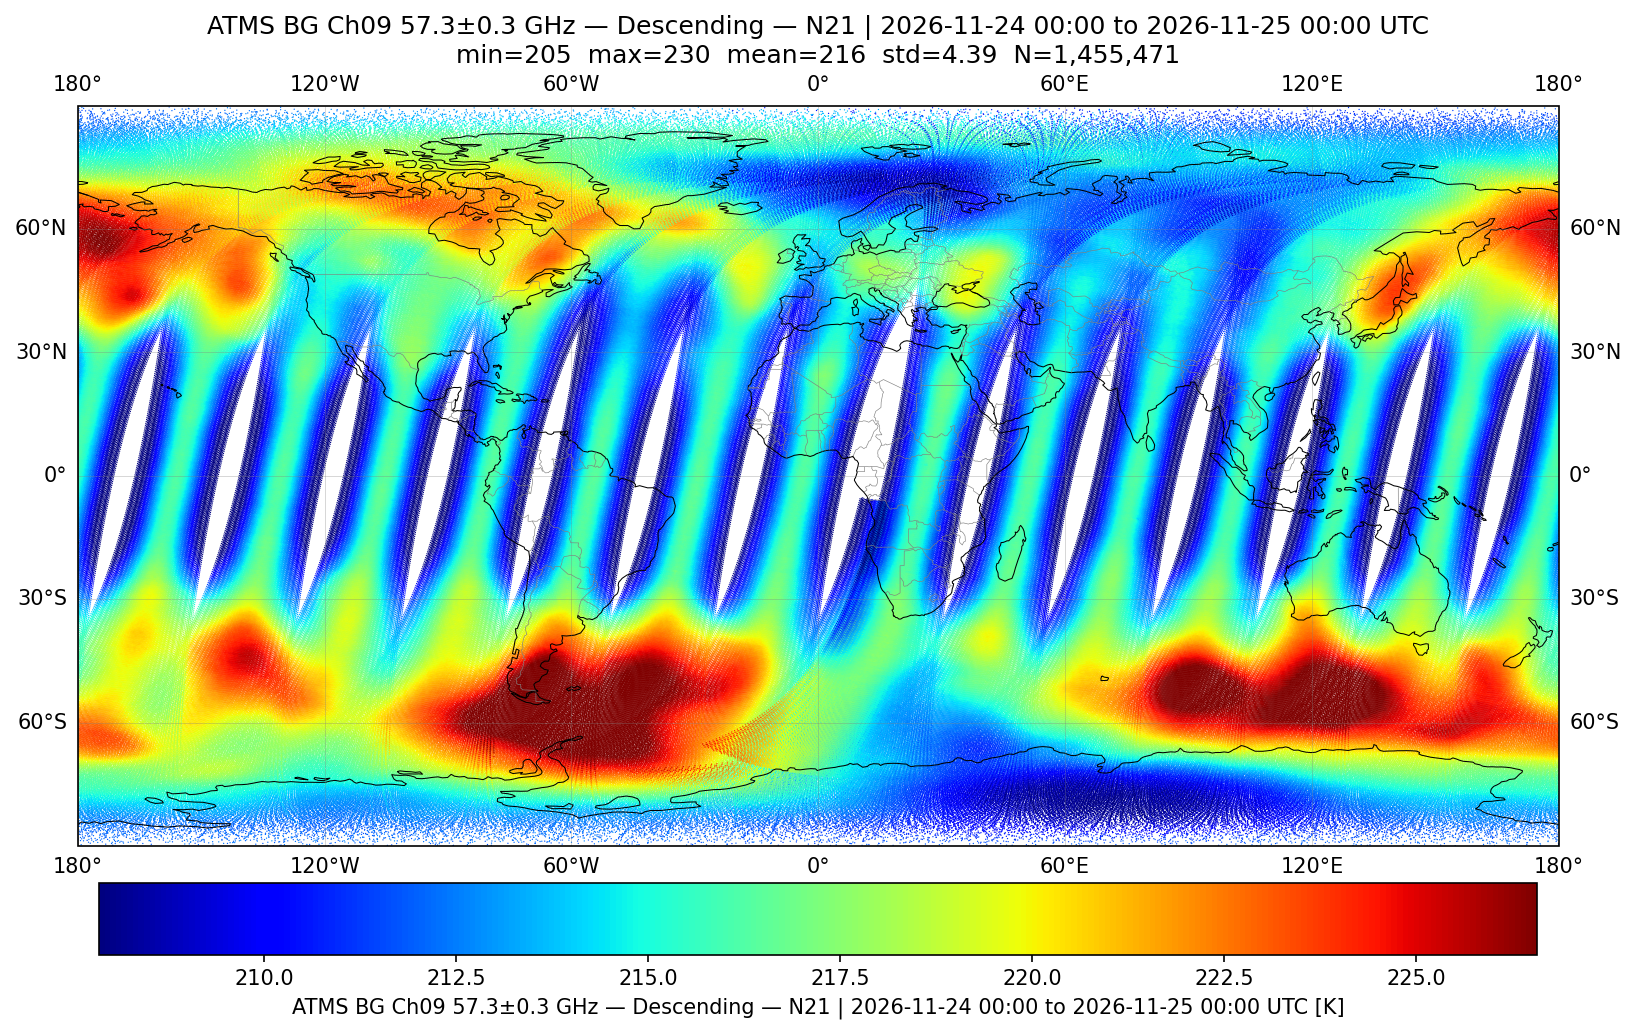 ATMS BG Ch09 57.3±0.3 GHz — Descending — N21 | 2026-11-24 00:00 to 2026-11-25 00:00 UTC
min=205 max=230 mean=216 std=4.39 N=1,455,471
180° 120°W 60°W 0° 60°E 120°E 180°
60°N 60°N
30°N 30°N
0° 0°
30°S 30°S
60°S 60°S
180° 120°W 60°W 0° 60°E 120°E 180°
210.0 212.5 215.0 217.5 220.0 222.5 225.0
ATMS BG Ch09 57.3±0.3 GHz — Descending — N21 | 2026-11-24 00:00 to 2026-11-25 00:00 UTC [K]